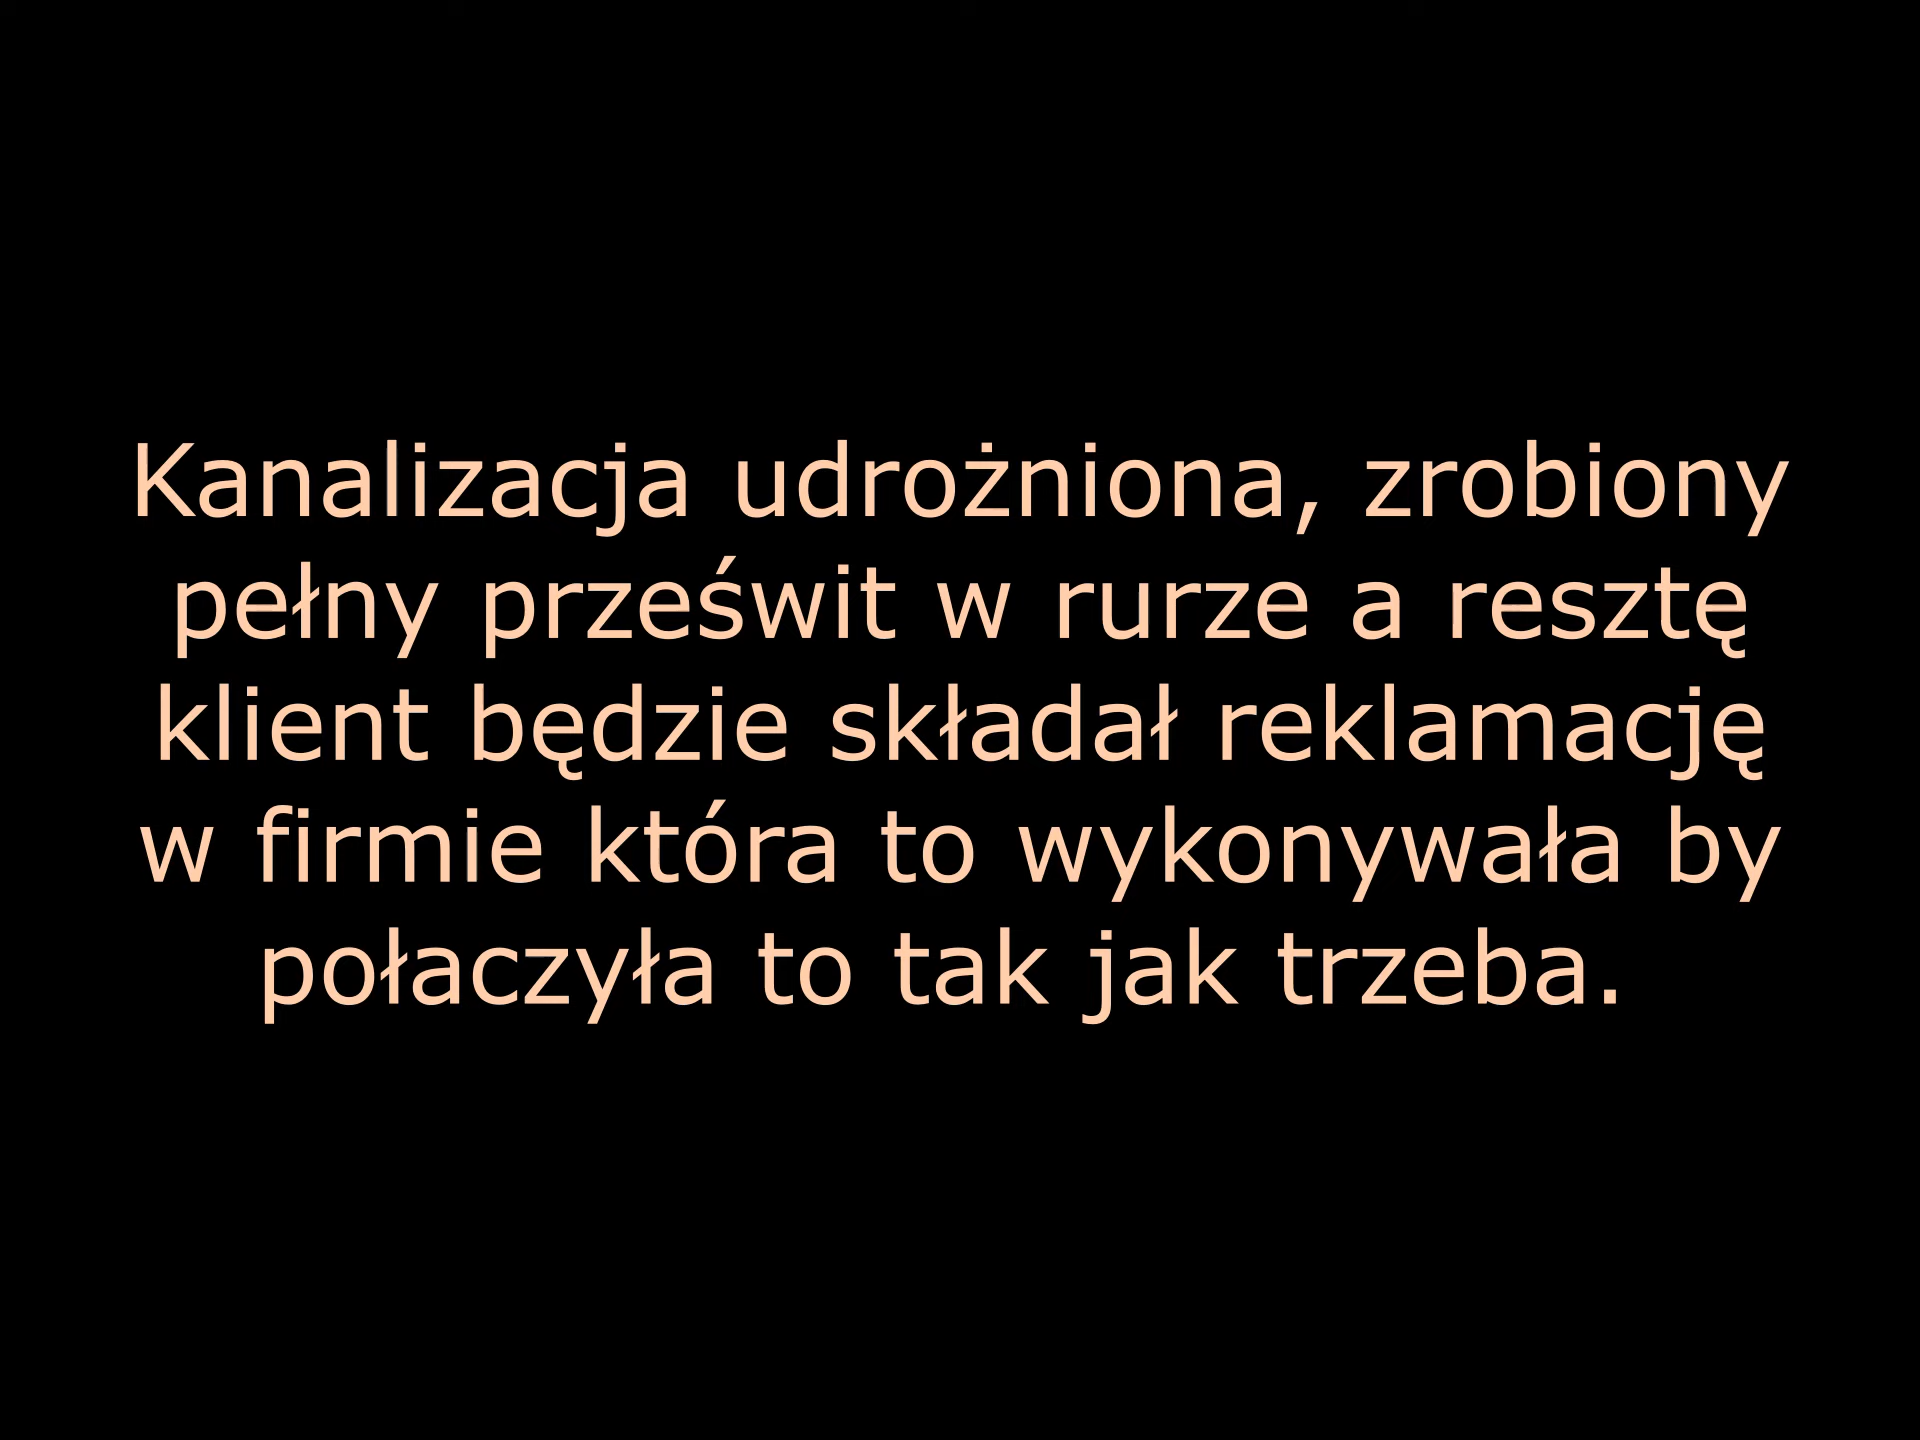 Kanalizacja udrożniona, zrobiony
pełny prześwit w rurze a resztę
klient będzie składał reklamację
w firmie która to wykonywała by
połaczyła to tak jak trzeba.